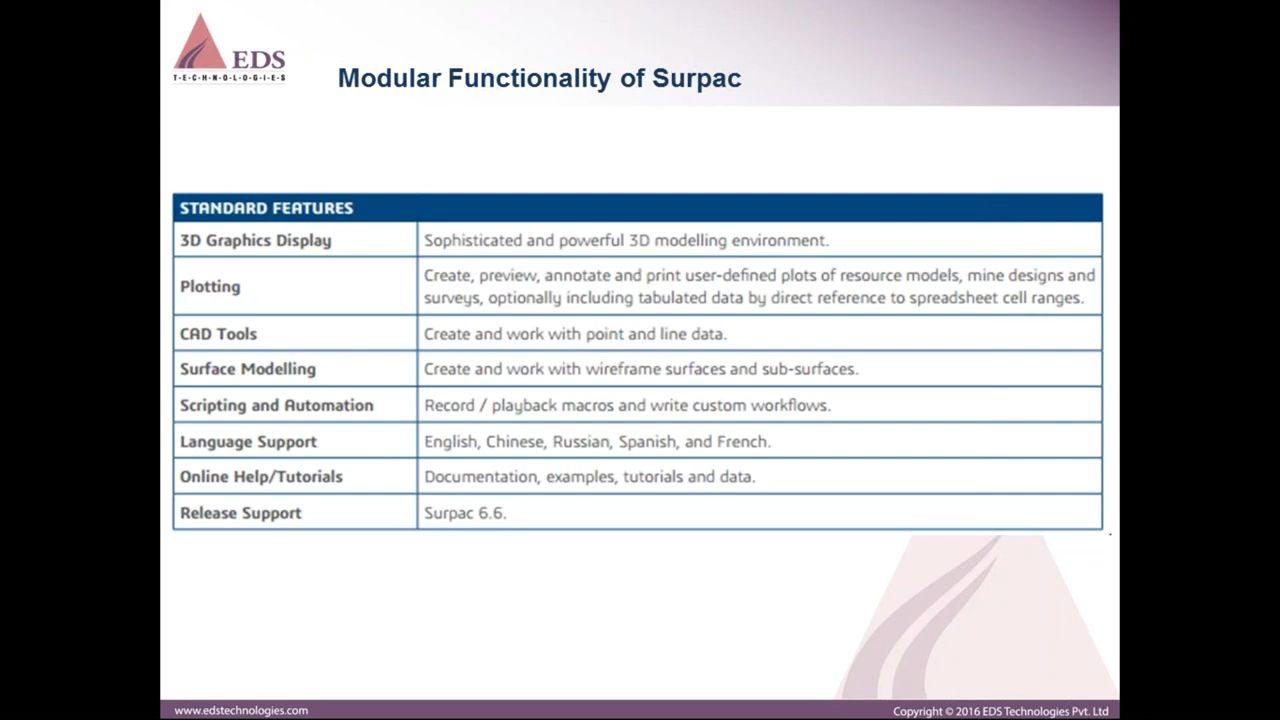 EDS
T·E·C·H·N·O·L·O·G·I·E·S
Modular Functionality of Surpac
STANDARD FEATURES
3D Graphics Display
Sophisticated and powerful 3D modelling environment.
Plotting
Create, preview, annotate and print user-defined plots of resource models, mine designs and
surveys, optionally including tabulated data by direct reference to spreadsheet cell ranges.
CAD Tools
Create and work with point and line data.
Surface Modelling
Create and work with wireframe surfaces and sub-surfaces.
Scripting and Automation
Record / playback macros and write custom workflows.
Language Support
English, Chinese, Russian, Spanish, and French.
Online Help/Tutorials
Documentation, examples, tutorials and data.
Release Support
Surpac 6.6.
www.edstechnologies.com
Copyright © 2016 EDS Technologies Pvt. Ltd